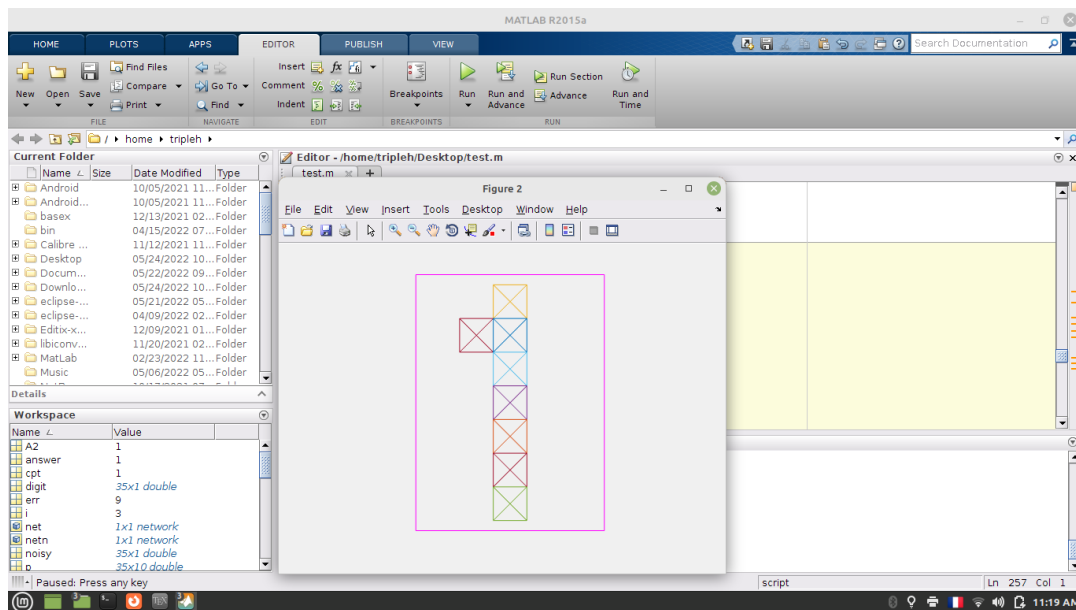 MATLAB R2015a
HOME PLOTS APPS EDITOR PUBLISH VIEW
Search Documentation
Find Files
Compare
Print
Go To
Find
Insert
fx
Comment
Indent
New Open Save
Breakpoints
Run
Run and Advance
Run Section
Advance
Run and Time
FILE NAVIGATE EDIT BREAKPOINTS RUN
/ home tripleh
Current Folder
Name Size Date Modified Type
Android 10/05/2021 11... Folder
Android... 10/05/2021 11... Folder
basex 12/13/2021 02... Folder
bin 04/15/2022 07... Folder
Calibre ... 11/12/2021 11... Folder
Desktop 05/24/2022 10... Folder
Docum... 05/22/2022 09... Folder
Downlo... 05/24/2022 10... Folder
eclipse-... 05/21/2022 05... Folder
eclipse-... 04/09/2022 02... Folder
Editix-x... 12/09/2021 01... Folder
libiconv... 11/20/2021 02... Folder
MatLab 02/23/2022 11... Folder
Music 05/06/2022 05... Folder
Details
Workspace
Name Value
A2 1
answer 1
cpt 1
digit 35x1 double
err 9
i 3
net 1x1 network
netn 1x1 network
noisy 35x1 double
p 35x10 double
Editor - /home/tripleh/Desktop/test.m
test.m
Figure 2
File Edit View Insert Tools Desktop Window Help
Paused: Press any key
script
Ln 257 Col 1
11:19 AM